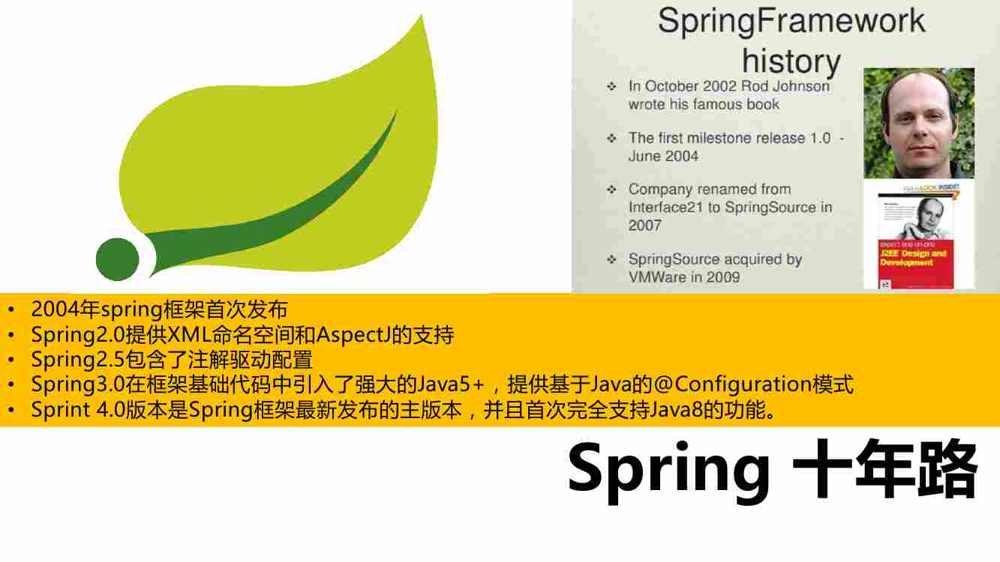 SpringFramework
history
❖ In October 2002 Rod Johnson
wrote his famous book
❖ The first milestone release 1.0 -
June 2004
❖ Company renamed from
Interface21 to SpringSource in
2007
❖ SpringSource acquired by
VMWare in 2009
LOOK INSIDE!
expert one-on-one
J2EE Design and
Development
• 2004年spring框架首次发布
• Spring2.0提供XML命名空间和AspectJ的支持
• Spring2.5包含了注解驱动配置
• Spring3.0在框架基础代码中引入了强大的Java5+，提供基于Java的@Configuration模式
• Sprint 4.0版本是Spring框架最新发布的主版本，并且首次完全支持Java8的功能。
Spring 十年路